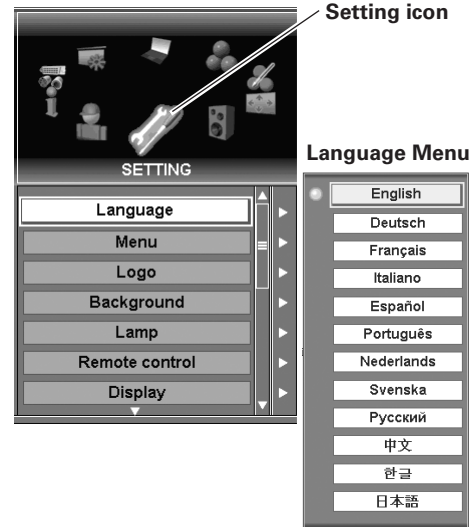 Setting icon
SETTING
Language
Menu
Logo
Background
Lamp
Remote control
Display
Language Menu
English
Deutsch
Français
Italiano
Español
Português
Nederlands
Svenska
Русский
中文
한글
日本語